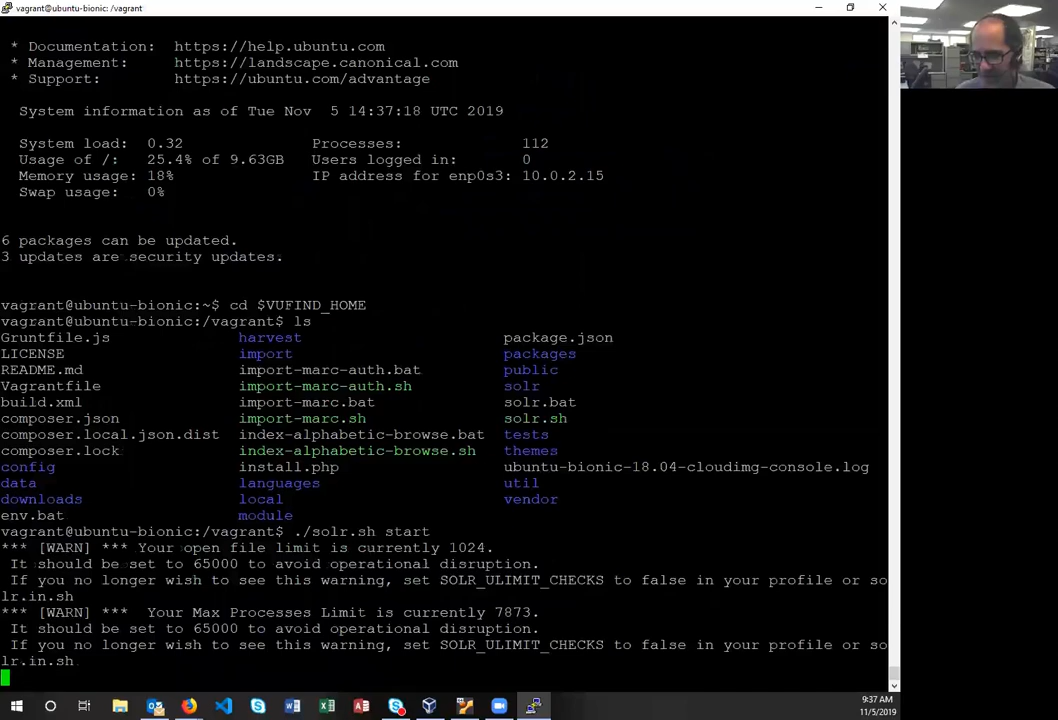 vagrant@ubuntu-bionic: /vagrant
* Documentation:  https://help.ubuntu.com
* Management:     https://landscape.canonical.com
* Support:        https://ubuntu.com/advantage
System information as of Tue Nov  5 14:37:18 UTC 2019
System load:  0.32              Processes:             112
Usage of /:   25.4% of 9.63GB   Users logged in:       0
Memory usage: 18%               IP address for enp0s3: 10.0.2.15
Swap usage:   0%
6 packages can be updated.
3 updates are security updates.
vagrant@ubuntu-bionic:~$ cd $VUFIND_HOME
vagrant@ubuntu-bionic:/vagrant$ ls
Gruntfile.js             harvest                      package.json
LICENSE                  import                       packages
README.md                import-marc-auth.bat         public
Vagrantfile              import-marc-auth.sh          solr
build.xml                import-marc.bat              solr.bat
composer.json            import-marc.sh               solr.sh
composer.local.json.dist index-alphabetic-browse.bat  tests
composer.lock            index-alphabetic-browse.sh   themes
config                   install.php                  ubuntu-bionic-18.04-cloudimg-console.log
data                     languages                    util
downloads                local                        vendor
env.bat                  module
vagrant@ubuntu-bionic:/vagrant$ ./solr.sh start
*** [WARN] *** Your open file limit is currently 1024.
It should be set to 65000 to avoid operational disruption.
If you no longer wish to see this warning, set SOLR_ULIMIT_CHECKS to false in your profile or so
lr.in.sh
*** [WARN] ***  Your Max Processes Limit is currently 7873.
It should be set to 65000 to avoid operational disruption.
If you no longer wish to see this warning, set SOLR_ULIMIT_CHECKS to false in your profile or so
lr.in.sh
9:37 AM
11/5/2019